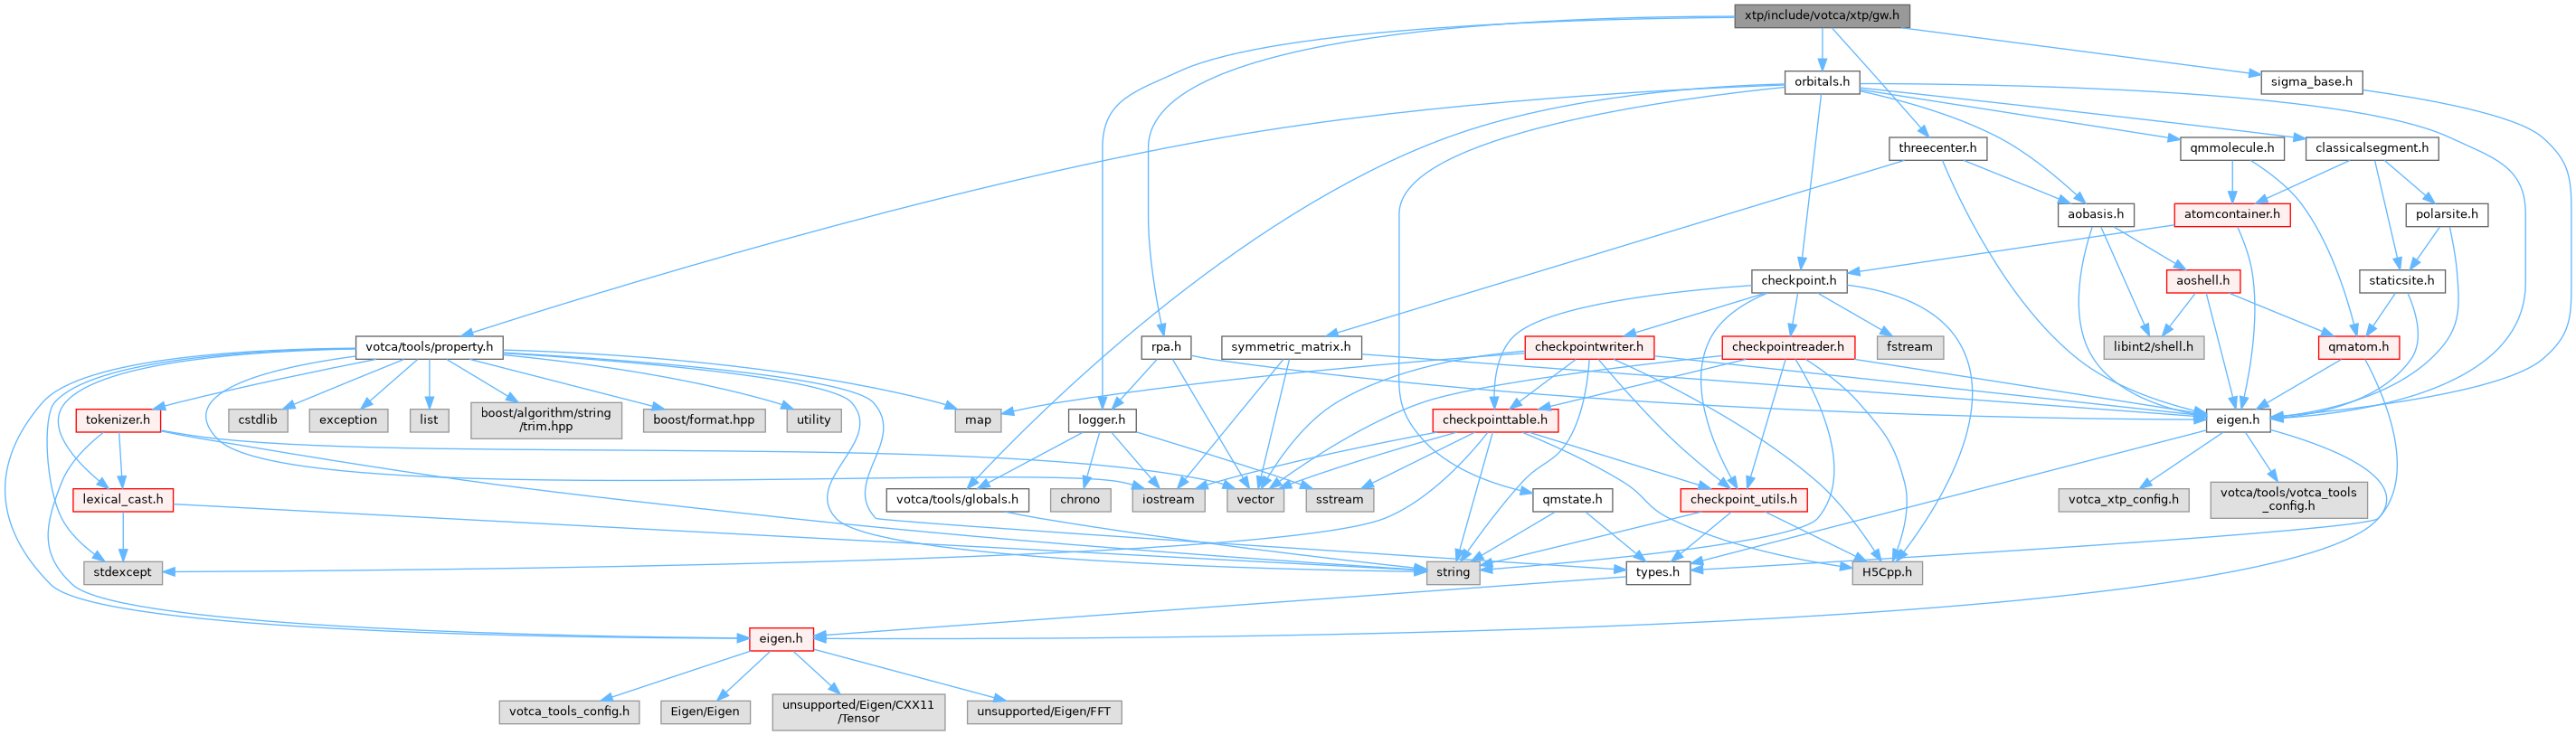 xtp/include/votca/xtp/gw.h
orbitals.h
sigma_base.h
threecenter.h
qmmolecule.h
classicalsegment.h
aobasis.h
atomcontainer.h
polarsite.h
checkpoint.h
aoshell.h
staticsite.h
votca/tools/property.h
rpa.h
symmetric_matrix.h
checkpointwriter.h
checkpointreader.h
fstream
libint2/shell.h
qmatom.h
tokenizer.h
cstdlib
exception
list
boost/algorithm/string
/trim.hpp
boost/format.hpp
utility
map
logger.h
checkpointtable.h
eigen.h
lexical_cast.h
votca/tools/globals.h
chrono
iostream
vector
sstream
qmstate.h
checkpoint_utils.h
votca_xtp_config.h
votca/tools/votca_tools
_config.h
stdexcept
string
types.h
H5Cpp.h
eigen.h
votca_tools_config.h
Eigen/Eigen
unsupported/Eigen/CXX11
/Tensor
unsupported/Eigen/FFT